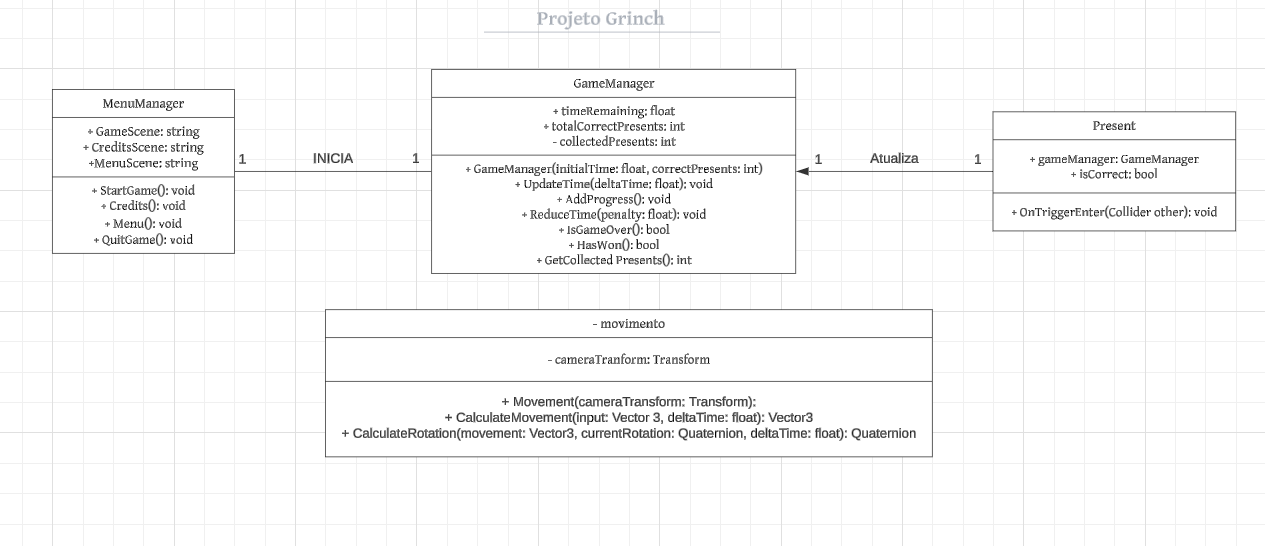 Projeto Grinch
MenuManager
+ GameScene: string
+ CreditsScene: string
+MenuScene: string
+ StartGame(): void
+ Credits(): void
+ Menu(): void
+ QuitGame(): void
1
INICIA
1
GameManager
+ timeRemaining: float
+ totalCorrectPresents: int
- collectedPresents: int
+ GameManager(initialTime: float, correctPresents: int)
+ UpdateTime(deltaTime: float): void
+ AddProgress(): void
+ ReduceTime(penalty: float): void
+ IsGameOver(): bool
+ HasWon(): bool
+ GetCollected Presents(): int
1
Atualiza
1
Present
+ gameManager: GameManager
+ isCorrect: bool
+ OnTriggerEnter(Collider other): void
- movimento
- cameraTranform: Transform
+ Movement(cameraTransform: Transform):
+ CalculateMovement(input: Vector 3, deltaTime: float): Vector3
+ CalculateRotation(movement: Vector3, currentRotation: Quaternion, deltaTime: float): Quaternion